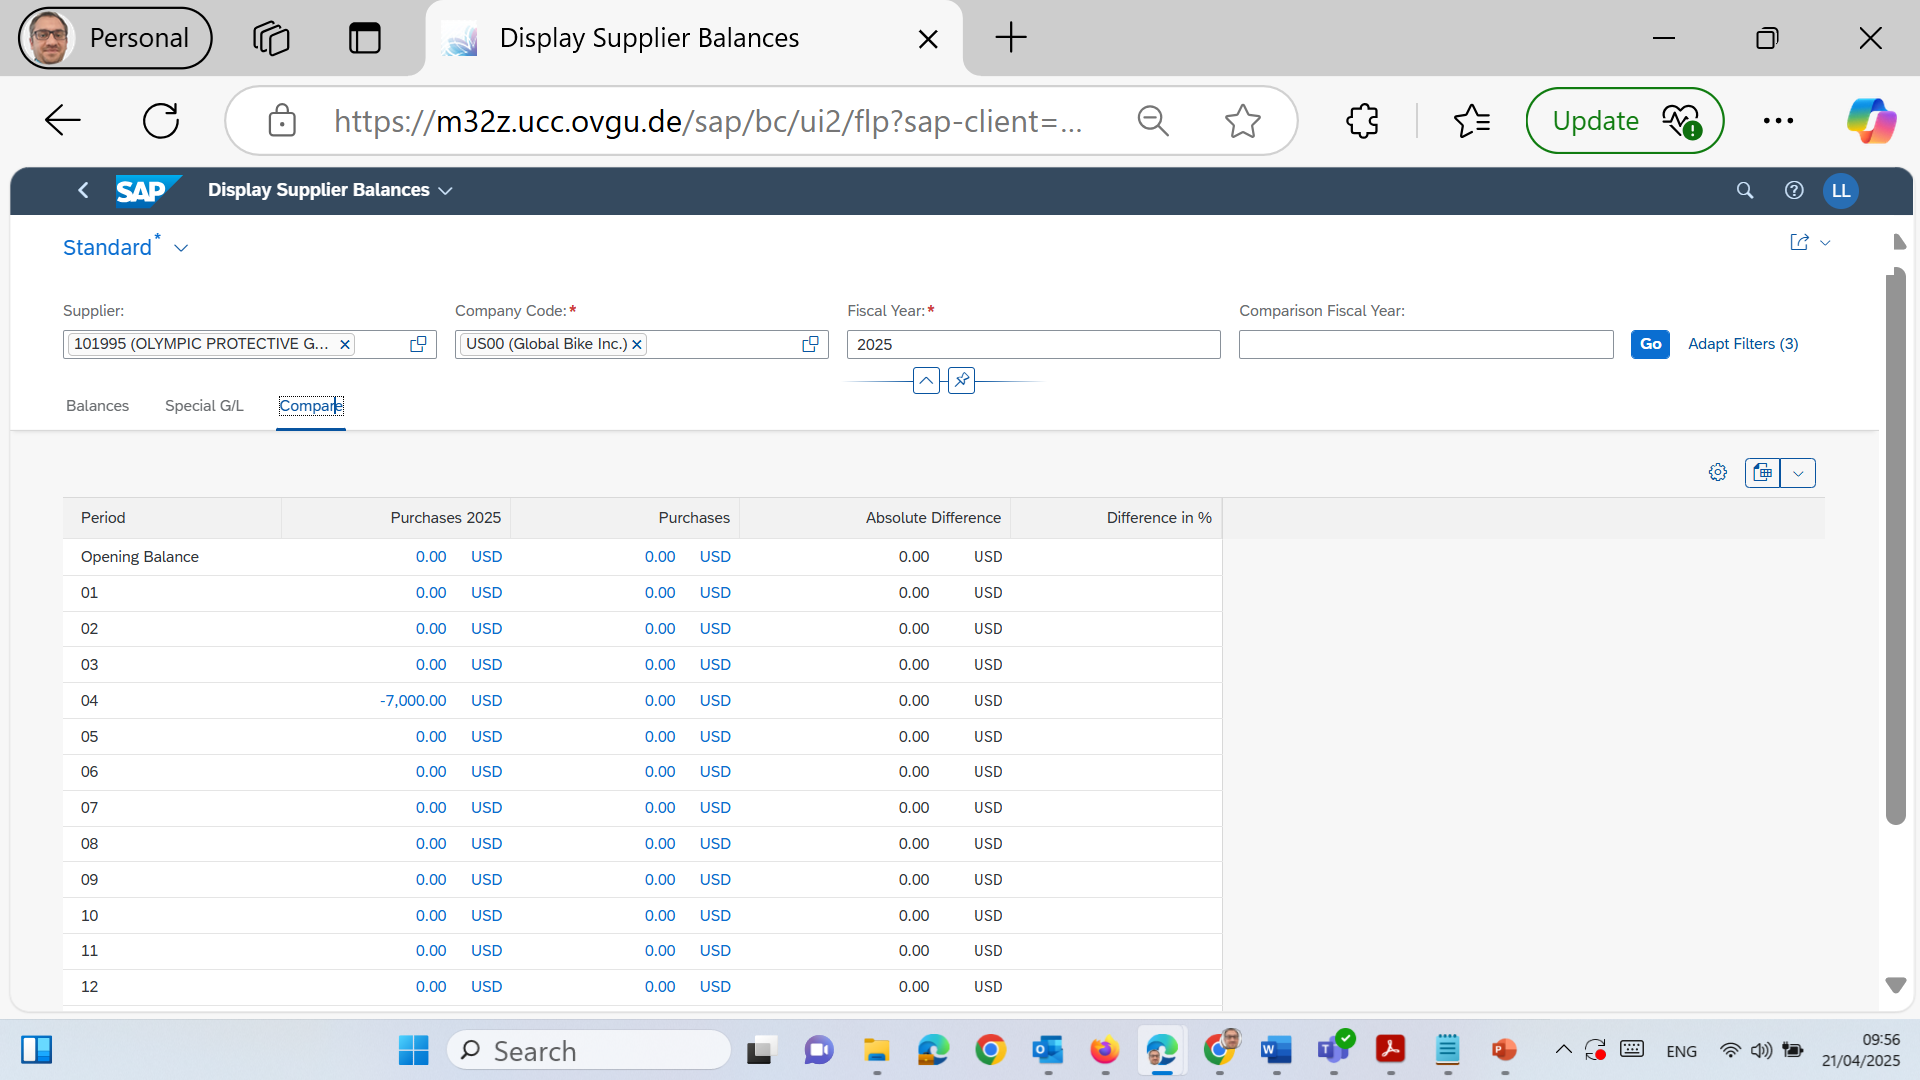 Personal
Display Supplier Balances
https://m32z.ucc.ovgu.de/sap/bc/ui2/flp?sap-client=...
Update
SAP Display Supplier Balances LL
Standard*
Supplier: Company Code:* Fiscal Year:* Comparison Fiscal Year:
101995 (OLYMPIC PROTECTIVE G... US00 (Global Bike Inc.) 2025 Go Adapt Filters (3)
Balances Special G/L Compare
Period Purchases 2025 Purchases Absolute Difference Difference in %
Opening Balance 0.00 USD 0.00 USD 0.00 USD
01 0.00 USD 0.00 USD 0.00 USD
02 0.00 USD 0.00 USD 0.00 USD
03 0.00 USD 0.00 USD 0.00 USD
04 -7,000.00 USD 0.00 USD 0.00 USD
05 0.00 USD 0.00 USD 0.00 USD
06 0.00 USD 0.00 USD 0.00 USD
07 0.00 USD 0.00 USD 0.00 USD
08 0.00 USD 0.00 USD 0.00 USD
09 0.00 USD 0.00 USD 0.00 USD
10 0.00 USD 0.00 USD 0.00 USD
11 0.00 USD 0.00 USD 0.00 USD
12 0.00 USD 0.00 USD 0.00 USD
Search
ENG
09:56
21/04/2025